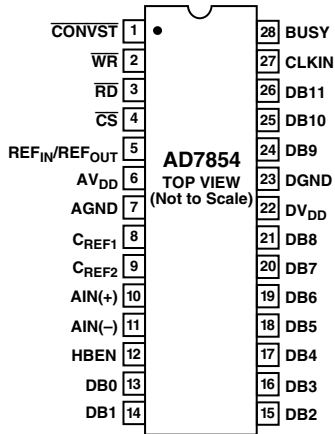 CONVST 1
WR 2
RD 3
CS 4
REFIN/REFOUT 5
AVDD 6
AGND 7
CREF1 8
CREF2 9
AIN(+) 10
AIN(–) 11
HBEN 12
DB0 13
DB1 14
AD7854
TOP VIEW
(Not to Scale)
28 BUSY
27 CLKIN
26 DB11
25 DB10
24 DB9
23 DGND
22 DVDD
21 DB8
20 DB7
19 DB6
18 DB5
17 DB4
16 DB3
15 DB2